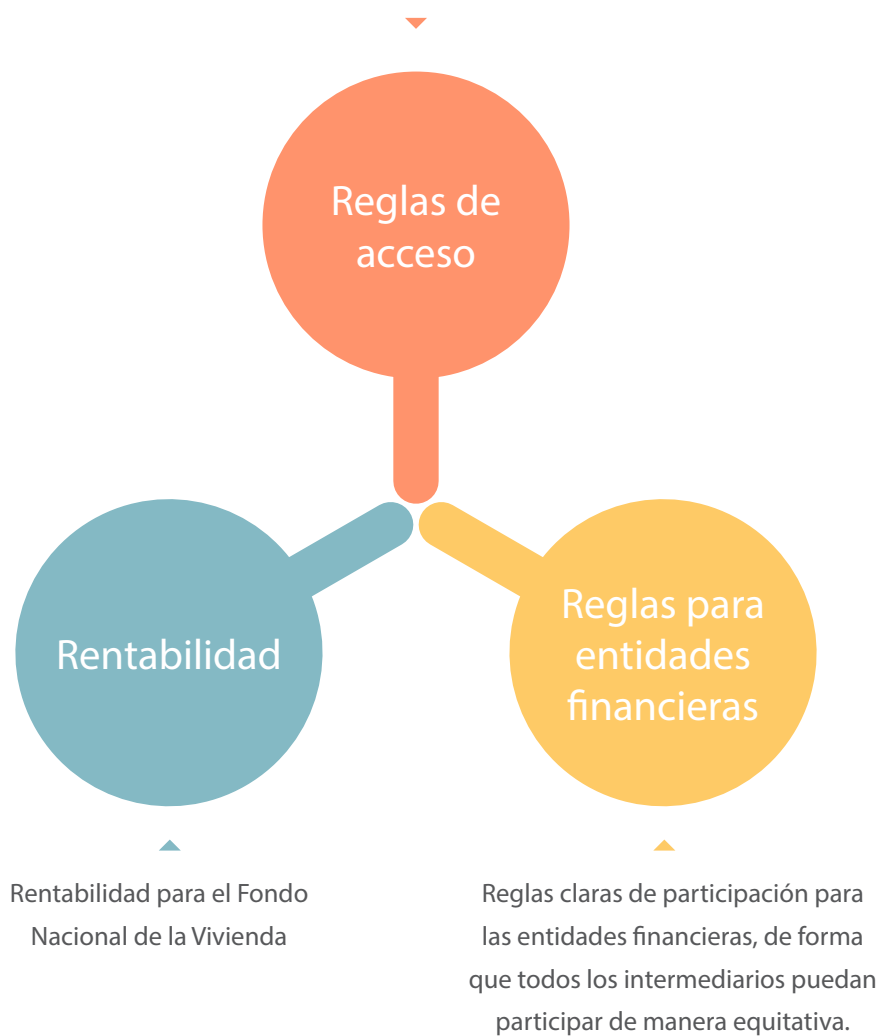 Reglas de
acceso
Rentabilidad
Reglas para
entidades
financieras
Rentabilidad para el Fondo
Nacional de la Vivienda
Reglas claras de participación para
las entidades financieras, de forma
que todos los intermediarios puedan
participar de manera equitativa.